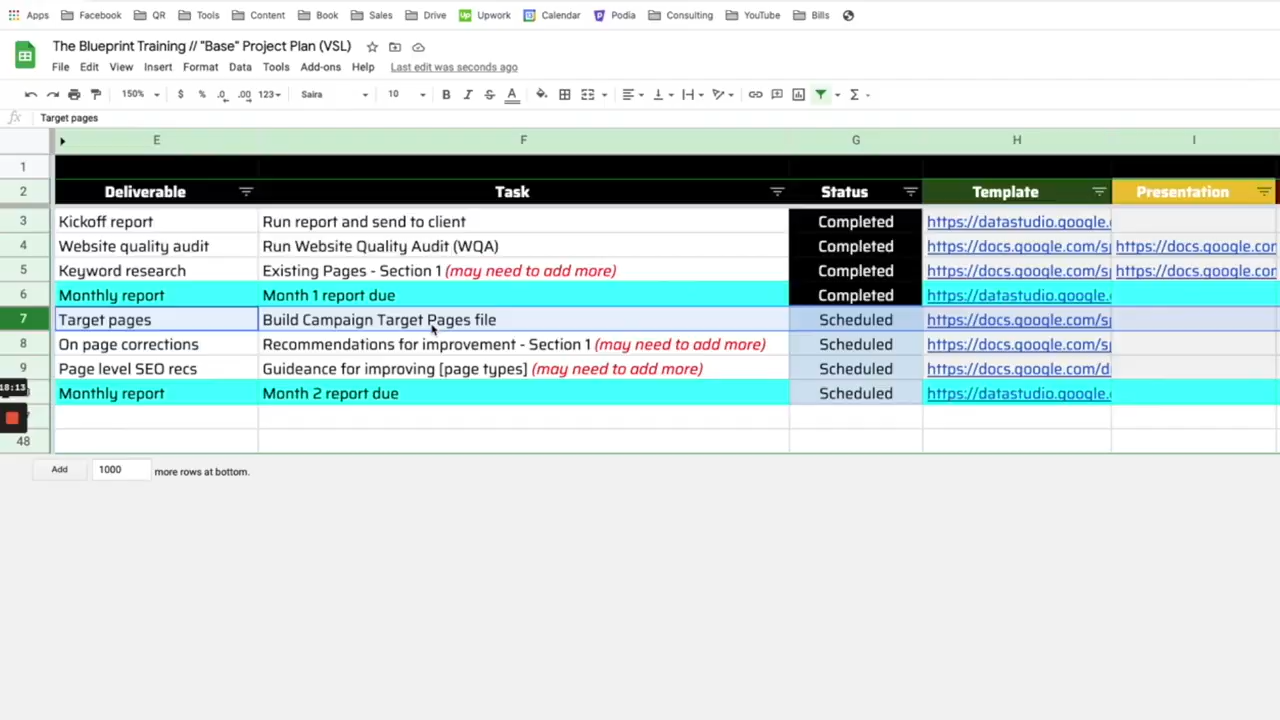 Apps Facebook QR Tools Content Book Sales Drive Up Upwork Calendar Podia Consulting YouTube Bills
The Blueprint Training // "Base" Project Plan (VSL)
File Edit View Insert Format Data Tools Add-ons Help Last edit was seconds ago
150% $ % .0 .00 123 Saira 10 B I S A Σ
fx Target pages
E F G H I
1
2 Deliverable Task Status Template Presentation
3 Kickoff report Run report and send to client Completed https://datastudio.google.
4 Website quality audit Run Website Quality Audit (WQA) Completed https://docs.google.com/sp https://docs.google.com
5 Keyword research Existing Pages - Section 1 (may need to add more) Completed https://docs.google.com/sp https://docs.google.com
6 Monthly report Month 1 report due Completed https://datastudio.google.
7 Target pages Build Campaign Target Pages file Scheduled https://docs.google.com/sp
8 On page corrections Recommendations for improvement - Section 1 (may need to add more) Scheduled https://docs.google.com/sp
9 Page level SEO recs Guideance for improving [page types] (may need to add more) Scheduled https://docs.google.com/d
18:13
Monthly report Month 2 report due Scheduled https://datastudio.google.
48
Add 1000 more rows at bottom.